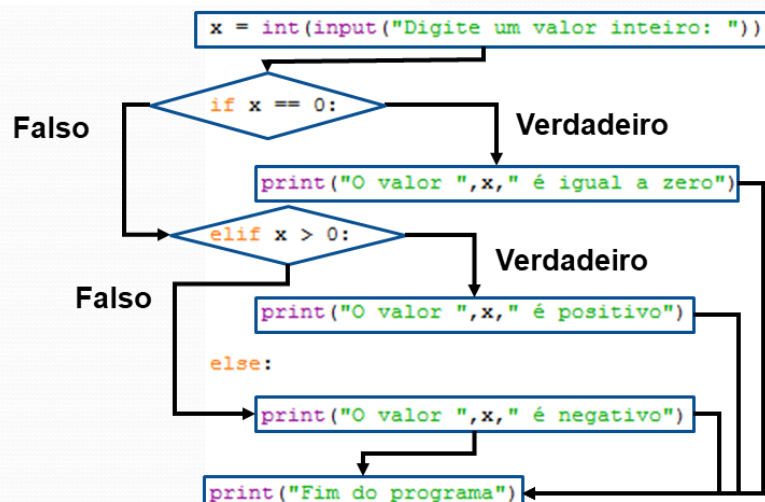 x = int(input("Digite um valor inteiro: "))
if x == 0:
Falso
Verdadeiro
print("O valor ",x," é igual a zero")
elif x > 0:
Verdadeiro
Falso
print("O valor ",x," é positivo")
else:
print("O valor ",x," é negativo")
print("Fim do programa")